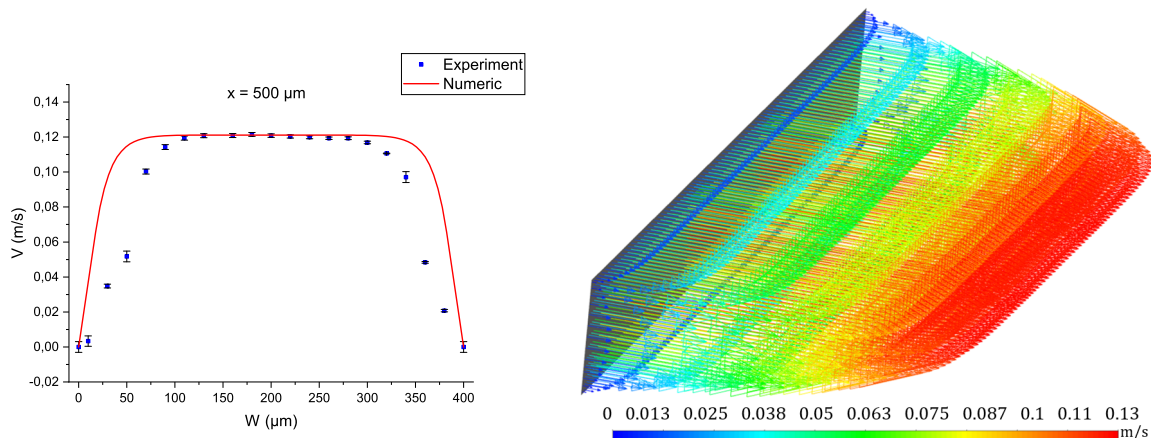 Experiment
Numeric
x = 500 µm
0,14
0,12
0,10
0,08
0,06
0,04
0,02
0,00
-0,02
V (m/s)
0 50 100 150 200 250 300 350 400
W (µm)
0 0.013 0.025 0.038 0.05 0.063 0.075 0.087 0.1 0.11 0.13
m/s